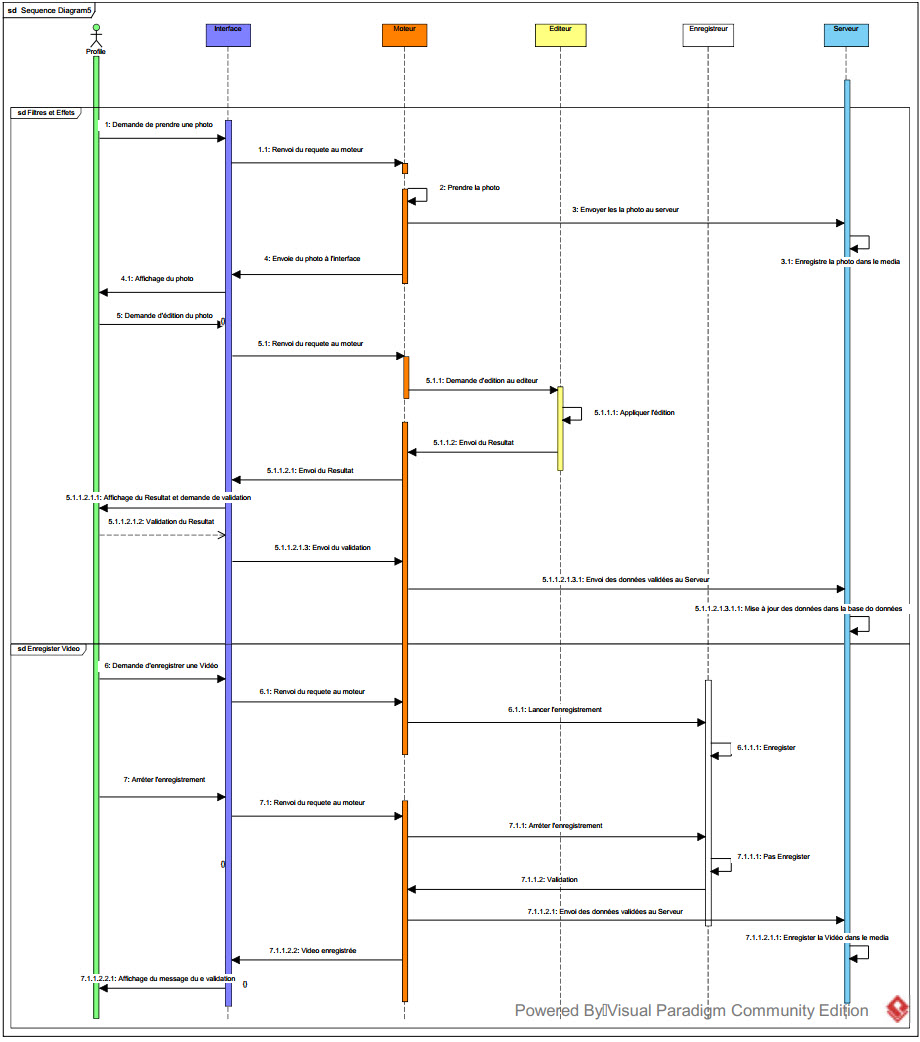 sd Sequence Diagram5
Interface
Moteur
Editeur
Enregistreur
Serveur
Profile
sd Filtres et Effets
1: Demande de prendre une photo
1.1: Renvoi du requete au moteur
2: Prendre la photo
3: Envoyer les la photo au serveur
4: Envoie du photo à l'interface
3.1: Enregistre la photo dans le media
4.1: Affichage du photo
5: Demande d'édition du photo
0
5.1: Renvoi du requete au moteur
5.1.1: Demande d'edition au editeur
5.1.1.1: Appliquer l'édition
5.1.1.2: Envoi du Resultat
5.1.1.2.1: Envoi du Resultat
5.1.1.2.1.1: Affichage du Resultat et demande de validation
5.1.1.2.1.2: Validation du Resultat
5.1.1.2.1.3: Envoi du validation
5.1.1.2.1.3.1: Envoi des données validées au Serveur
5.1.1.2.1.3.1.1: Mise à jour des données dans la base do données
sd Enregister Video
6: Demande d'enregistrer une Vidéo
6.1: Renvoi du requete au moteur
6.1.1: Lancer l'enregistrement
6.1.1.1: Enregister
7: Arréter l'enregistrement
7.1: Renvoi du requete au moteur
7.1.1: Arréter l'enregistrement
7.1.1.1: Pas Enregister
0
7.1.1.2: Validation
7.1.1.2.1: Envoi des données validées au Serveur
7.1.1.2.1.1: Enregister la Vidéo dans le media
7.1.1.2.2: Video enregistrée
7.1.1.2.2.1: Affichage du message du e validation
0
Powered By Visual Paradigm Community Edition